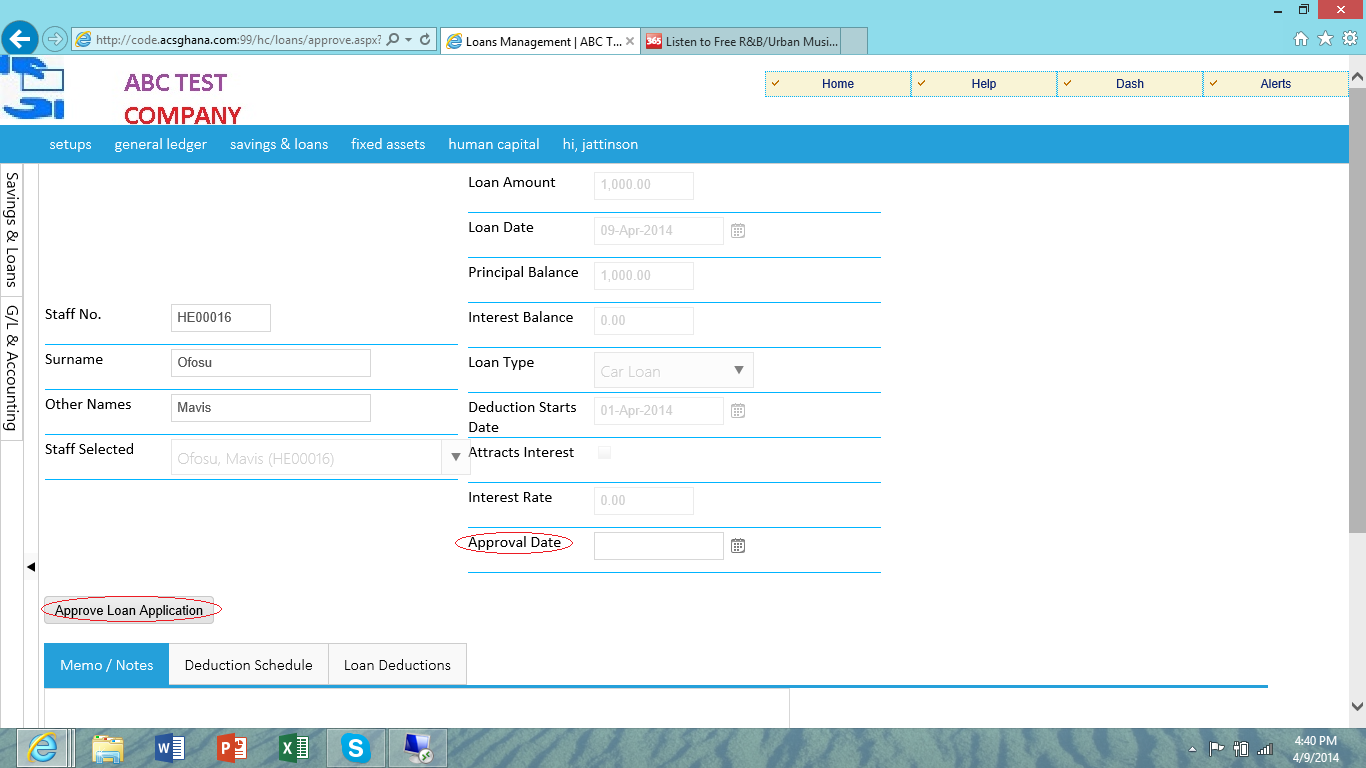 http://code.acsghana.com:99/hc/loans/approve.aspx?
Loans Management | ABC T...
365
Listen to Free R&B/Urban Musi...
ABC TEST
COMPANY
Home
Help
Dash
Alerts
setups
general ledger
savings & loans
fixed assets
human capital
hi, jattinson
Savings & Loans
G/L & Accounting
Staff No.
HE00016
Surname
Ofosu
Other Names
Mavis
Staff Selected
Ofosu, Mavis (HE00016)
Loan Amount
1,000.00
Loan Date
09-Apr-2014
Principal Balance
1,000.00
Interest Balance
0.00
Loan Type
Car Loan
Deduction Starts
Date
01-Apr-2014
Attracts Interest
Interest Rate
0.00
Approval Date
Approve Loan Application
Memo / Notes
Deduction Schedule
Loan Deductions
4:40 PM
4/9/2014